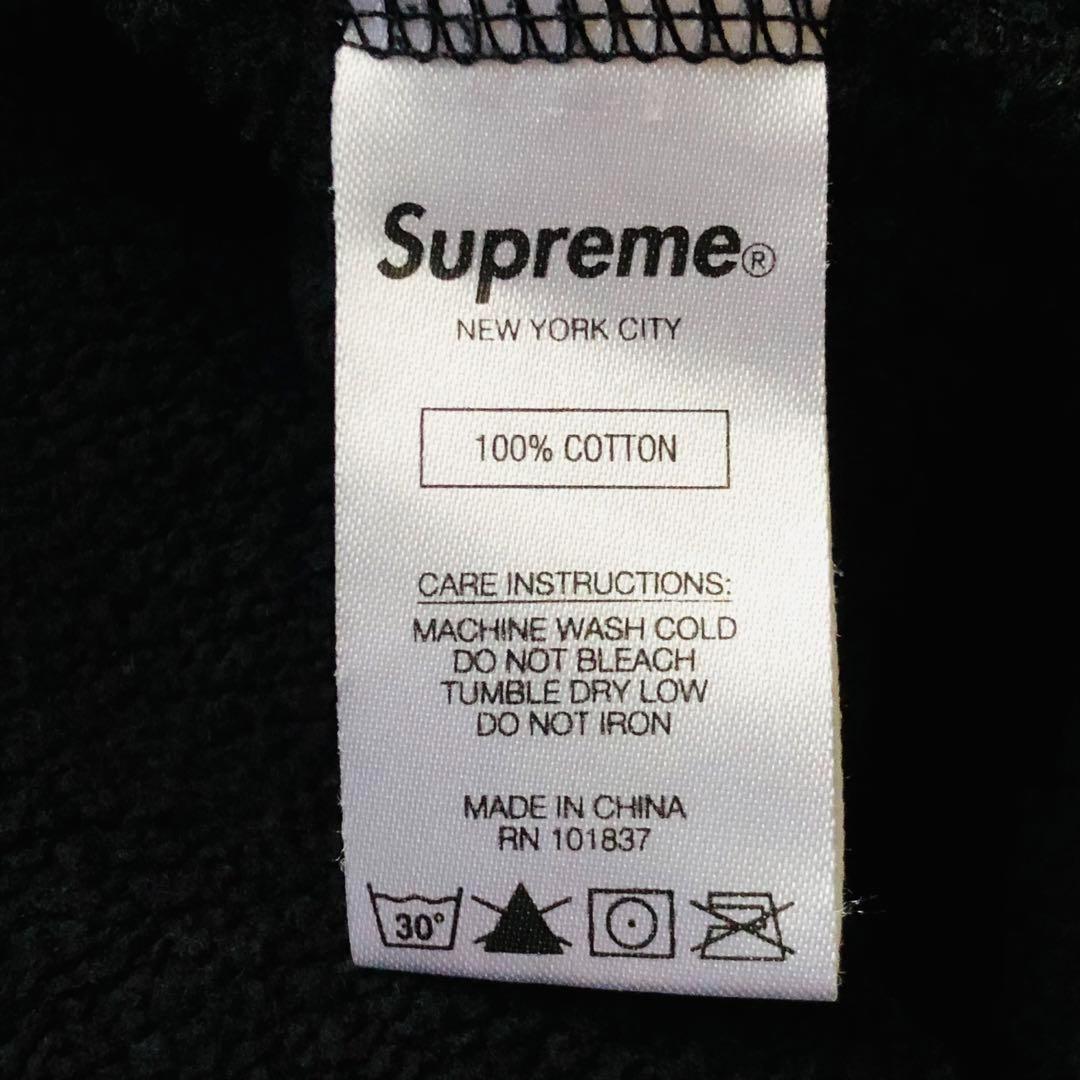 Supreme®
NEW YORK CITY
100% COTTON
CARE INSTRUCTIONS:
MACHINE WASH COLD
DO NOT BLEACH
TUMBLE DRY LOW
DO NOT IRON
MADE IN CHINA
RN 101837
30°